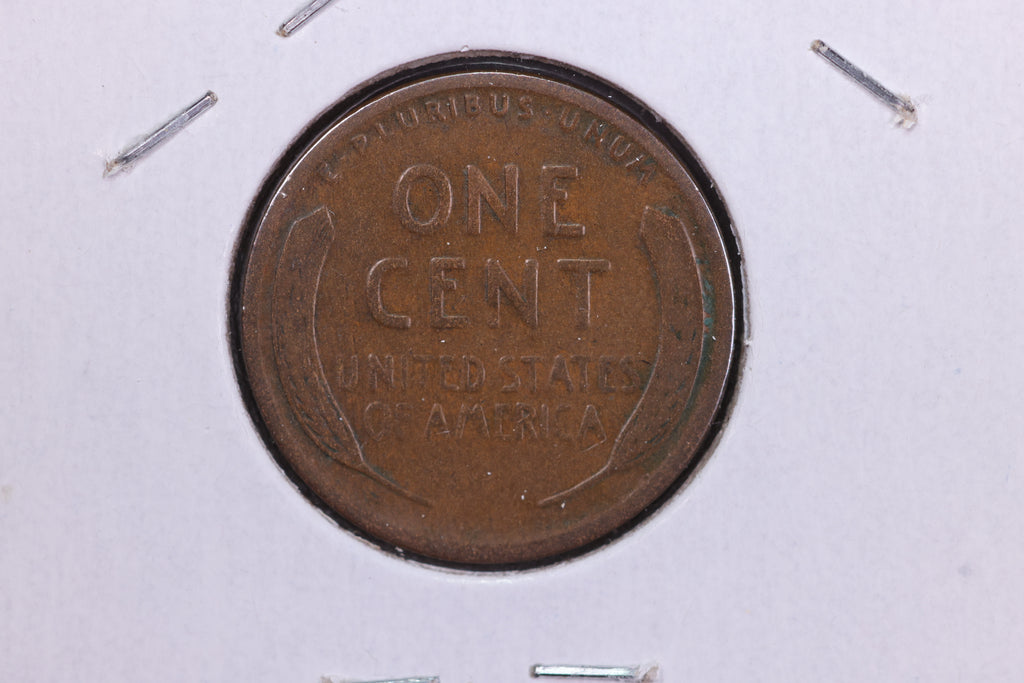 E·PLURIBUS·UNUM
ONE
CENT
UNITED STATES
OF AMERICA